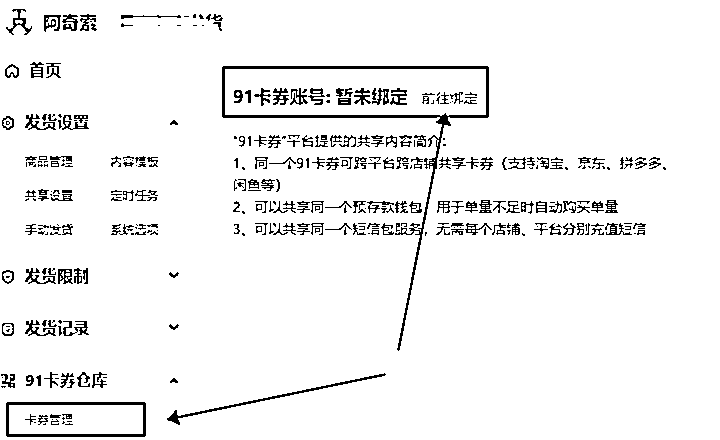 阿奇索
首页
91卡券账号: 暂未绑定 前往绑定
发货设置
商品管理 内容模板
共享设置 定时任务
手动发货 系统选项
"91卡券"平台提供的共享内容简介：
1、同一个91卡券可跨平台跨店铺共享卡券（支持淘宝、京东、拼多多、
闲鱼等）
2、可以共享同一个预存款钱包，用于单量不足时自动购买单量
3、可以共享同一个短信包服务，无需每个店铺、平台分别充值短信
发货限制
发货记录
91卡券仓库
卡券管理